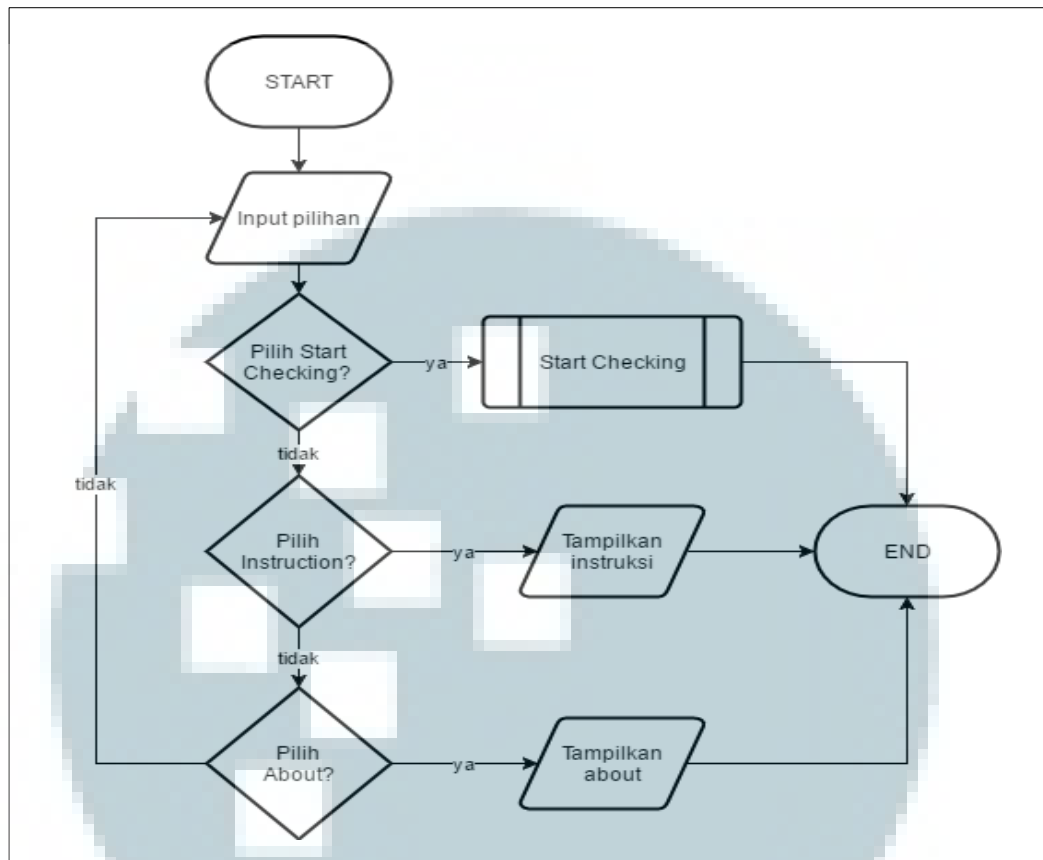 START
Input pilihan
Pilih Start
Checking?
ya
Start Checking
tidak
tidak
Pilih
Instruction?
ya
Tampilkan
instruksi
END
tidak
Pilih
About?
ya
Tampilkan
about